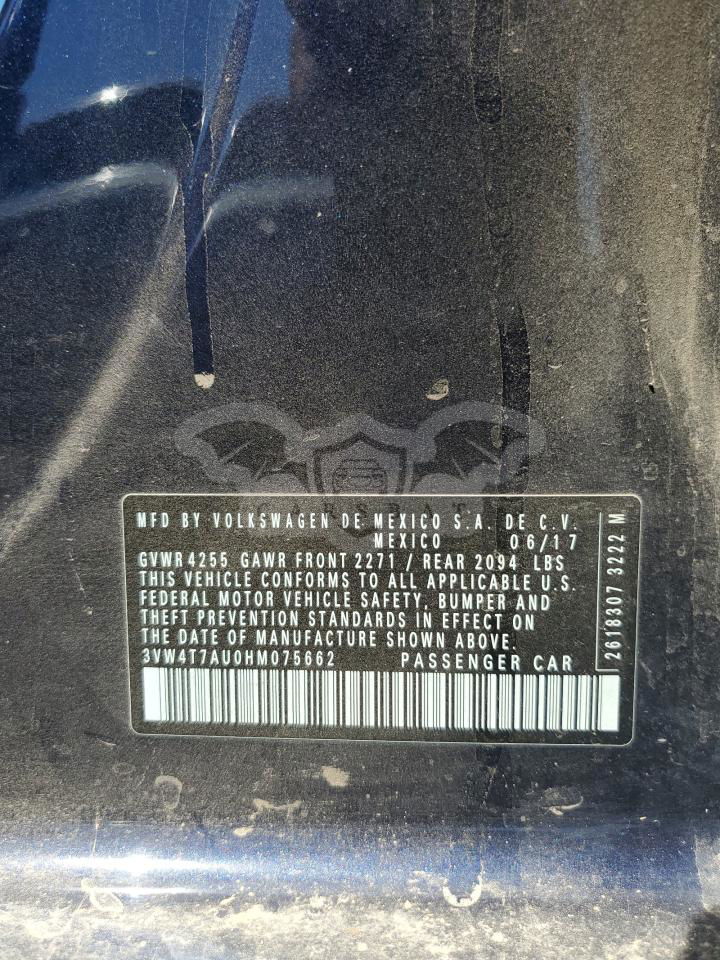 MFD BY VOLKSWAGEN DE MEXICO S.A. DE C.V.
MEXICO 06/17
GVWR 4255 GAWR FRONT 2271 / REAR 2094 LBS
THIS VEHICLE CONFORMS TO ALL APPLICABLE U.S.
FEDERAL MOTOR VEHICLE SAFETY, BUMPER AND
THEFT PREVENTION STANDARDS IN EFFECT ON
THE DATE OF MANUFACTURE SHOWN ABOVE.
3VW4T7AU0HM075662 PASSENGER CAR
2618307 3222 M